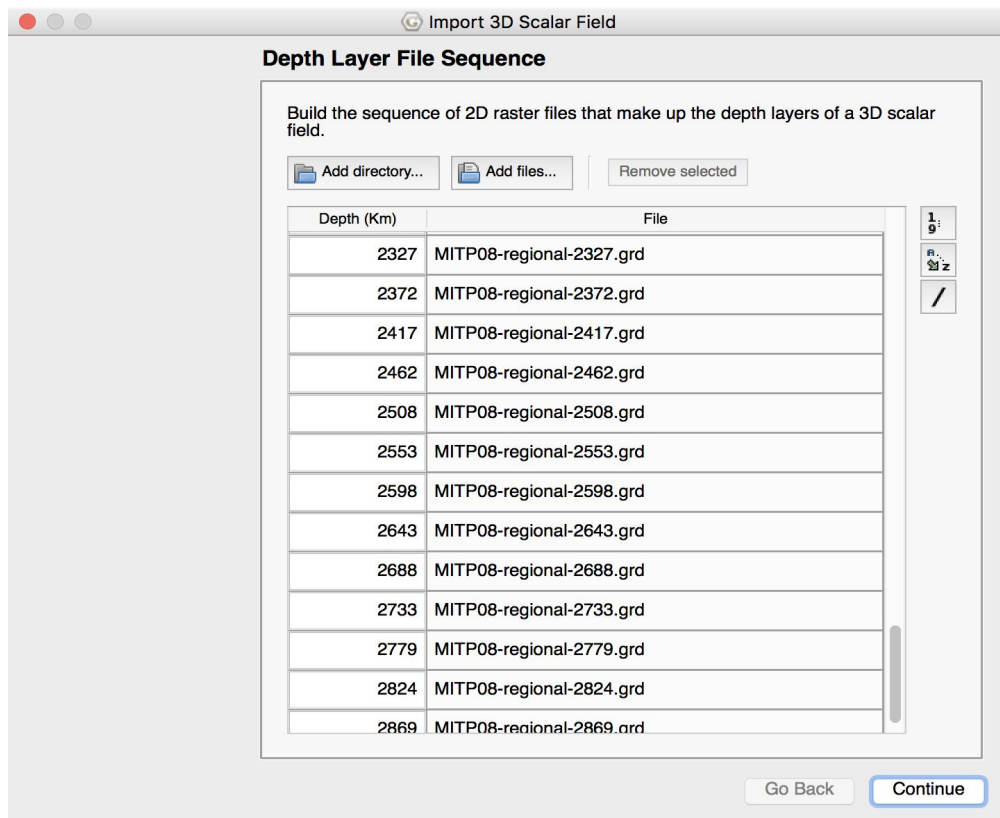 Import 3D Scalar Field
Depth Layer File Sequence
Build the sequence of 2D raster files that make up the depth layers of a 3D scalar
field.
Add directory... Add files... Remove selected
Depth (Km) File
2327 MITP08-regional-2327.grd
2372 MITP08-regional-2372.grd
2417 MITP08-regional-2417.grd
2462 MITP08-regional-2462.grd
2508 MITP08-regional-2508.grd
2553 MITP08-regional-2553.grd
2598 MITP08-regional-2598.grd
2643 MITP08-regional-2643.grd
2688 MITP08-regional-2688.grd
2733 MITP08-regional-2733.grd
2779 MITP08-regional-2779.grd
2824 MITP08-regional-2824.grd
2869 MITP08-regional-2869.grd
Go Back Continue